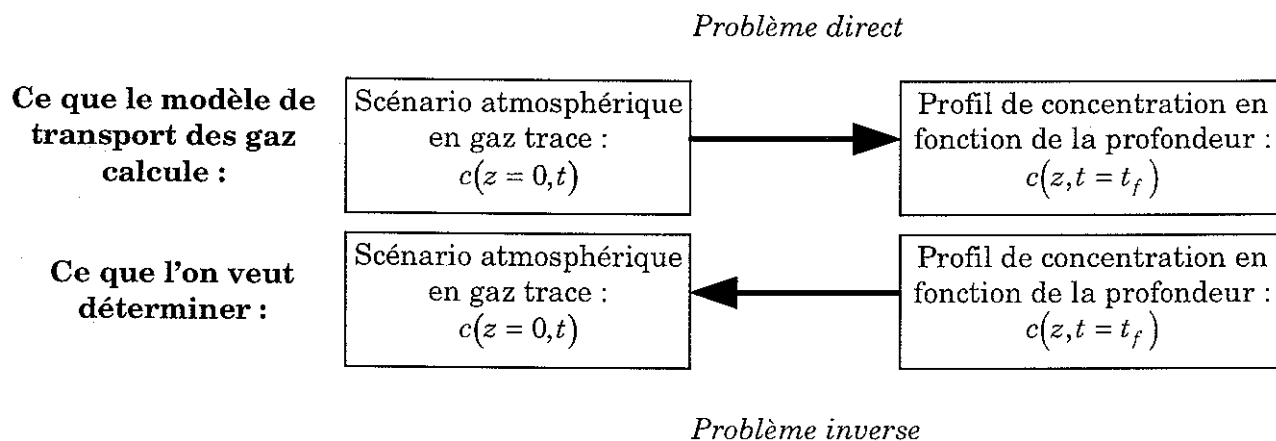 Problème direct
Ce que le modèle de
transport des gaz
calcule :
Scénario atmosphérique
en gaz trace :
c(z = 0,t)
Profil de concentration en
fonction de la profondeur :
c(z,t = t_f)
Ce que l'on veut
déterminer :
Scénario atmosphérique
en gaz trace :
c(z = 0,t)
Profil de concentration en
fonction de la profondeur :
c(z,t = t_f)
Problème inverse